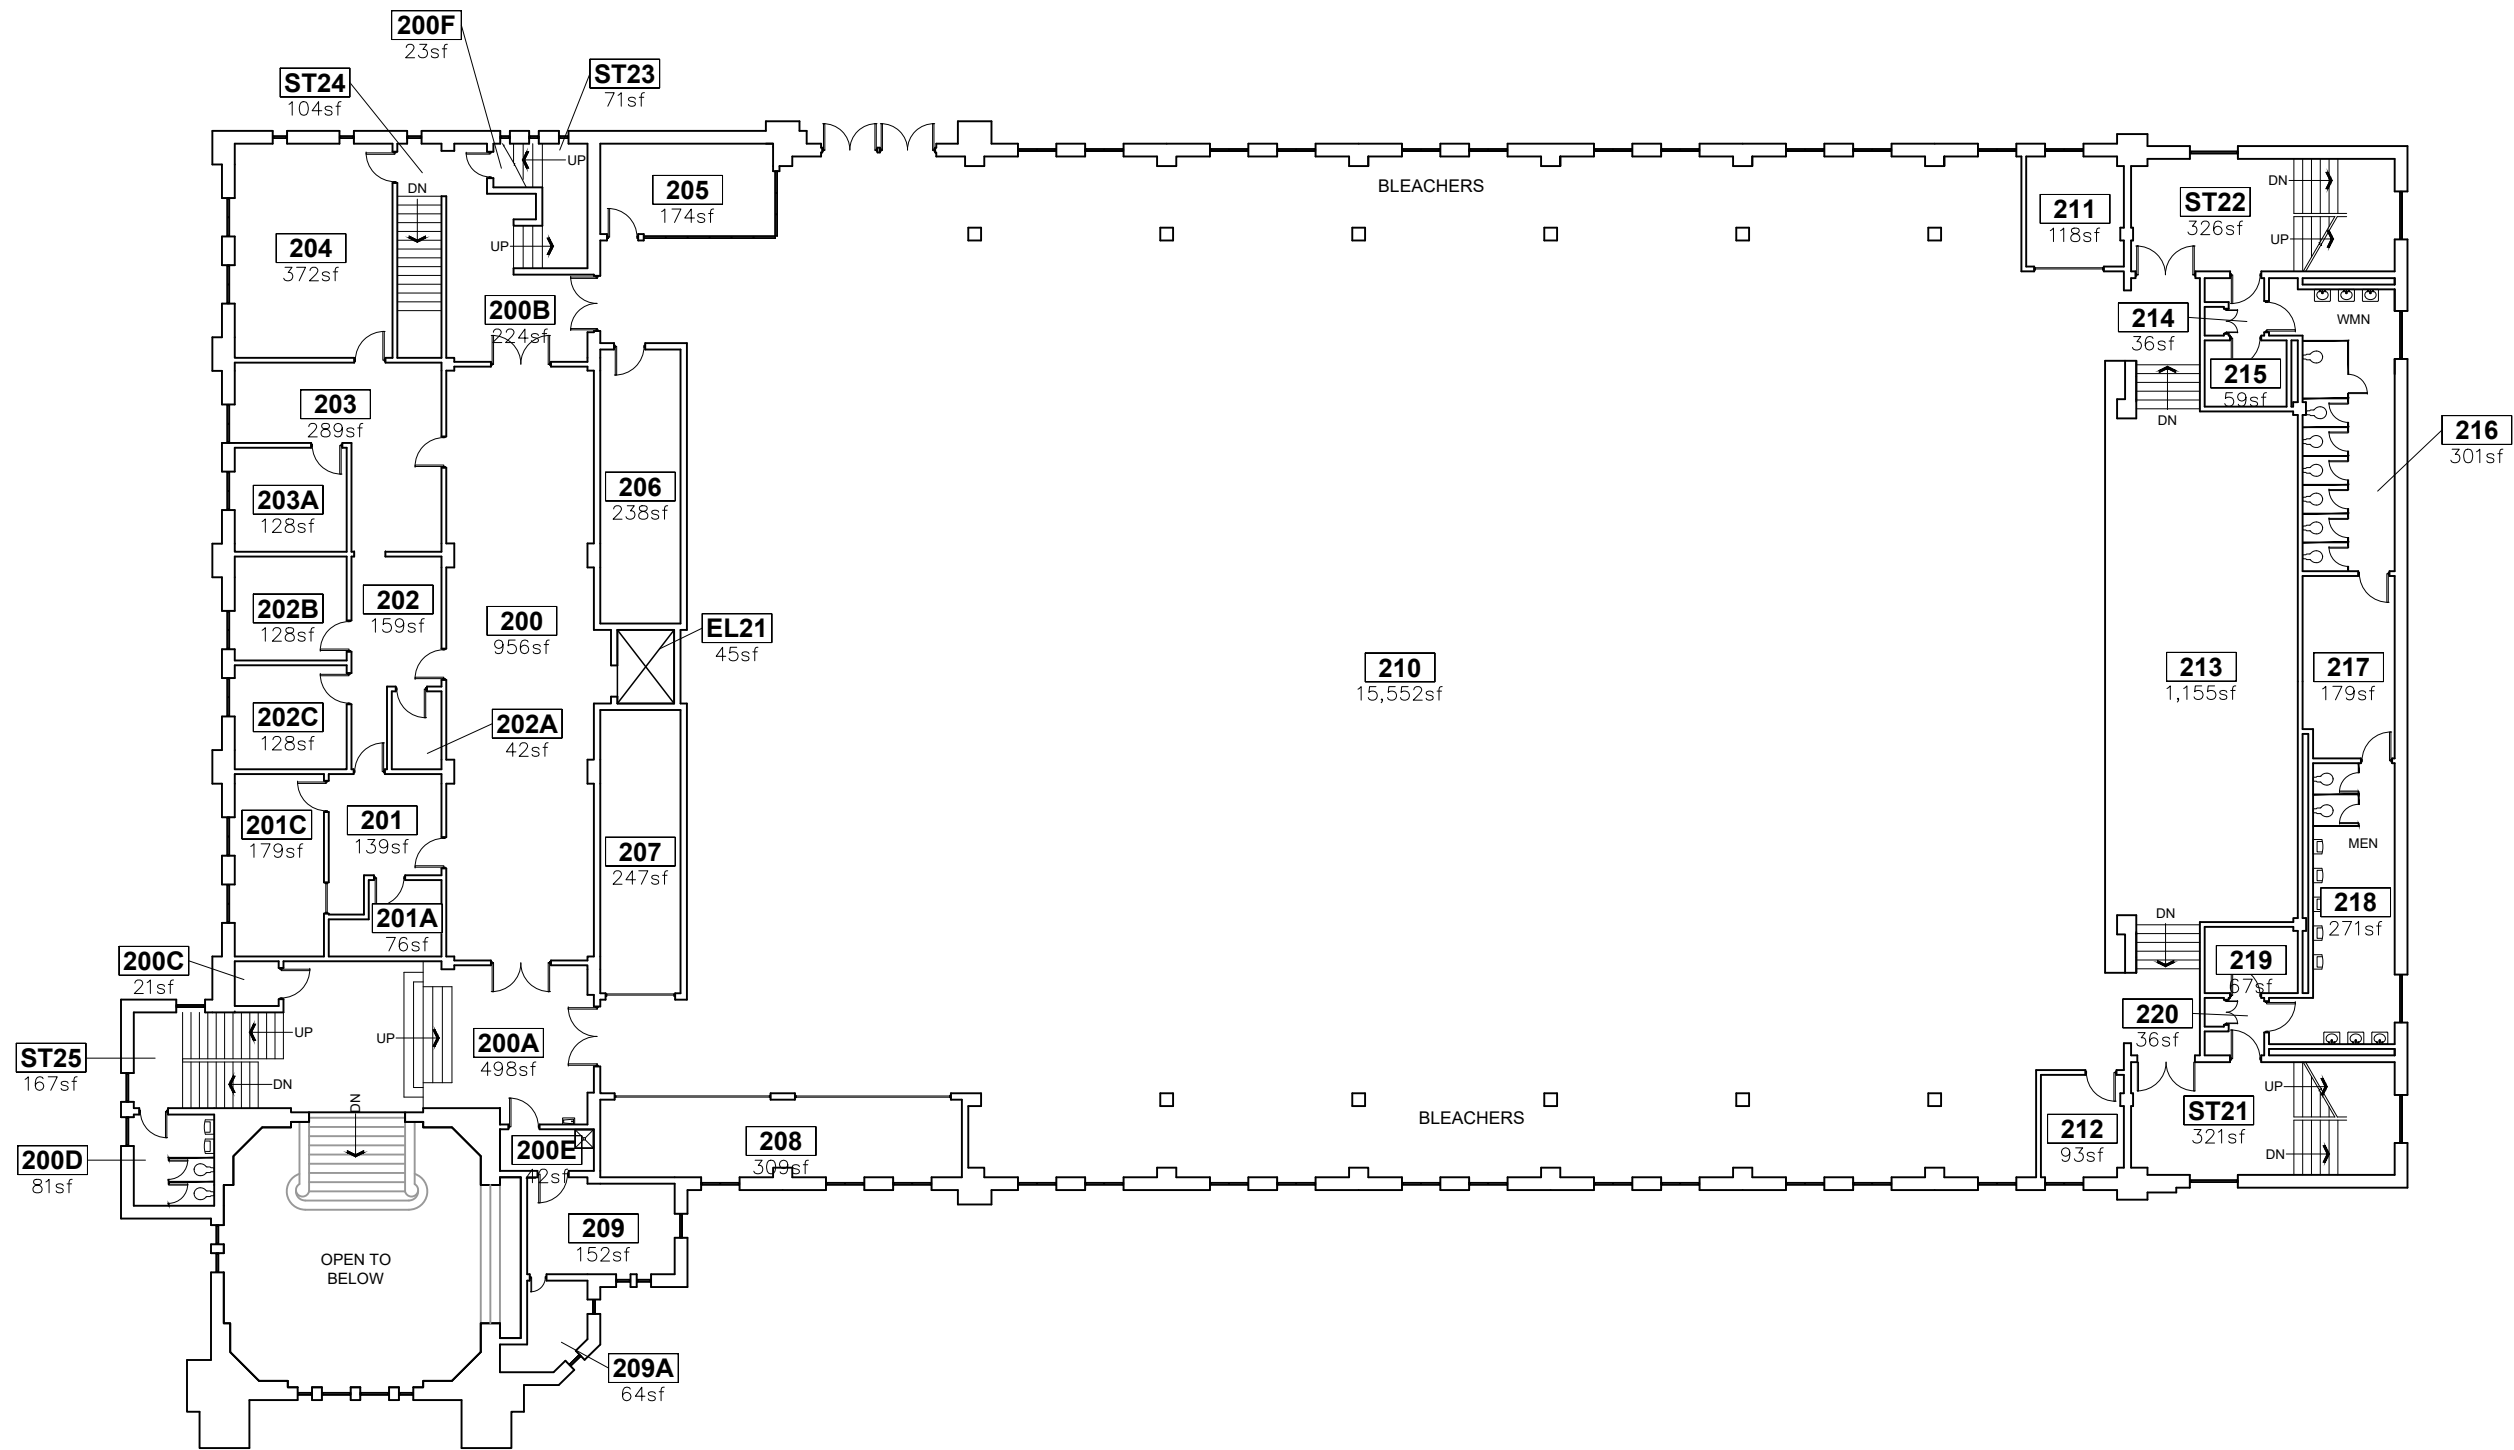 200F
23sf
ST24
104sf
ST23
71sf
UP
DN
UP
205
174sf
BLEACHERS
211
118sf
ST22
326sf
DN
UP
204
372sf
200B
224sf
214
36sf
WMN
215
59sf
DN
203
289sf
216
301sf
203A
128sf
206
238sf
202B
128sf
202
159sf
200
956sf
EL21
45sf
210
15,552sf
213
1,155sf
217
179sf
202C
128sf
202A
42sf
201C
179sf
201
139sf
207
247sf
MEN
201A
76sf
218
271sf
DN
200C
21sf
219
67sf
UP
UP
200A
498sf
220
36sf
ST25
167sf
DN
DN
UP
ST21
321sf
DN
BLEACHERS
212
93sf
200D
81sf
200E
42sf
208
309sf
209
152sf
OPEN TO
BELOW
209A
64sf